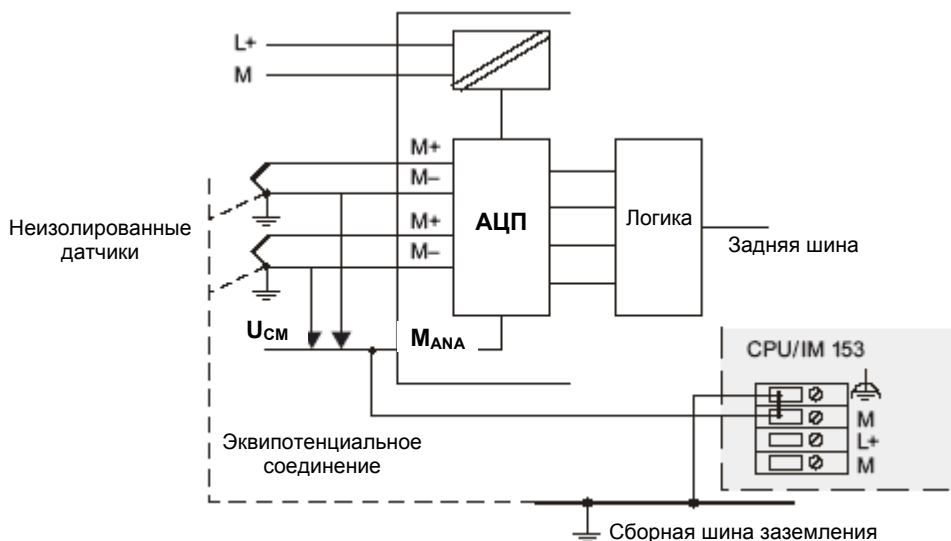 L+
M
M+
M–
M+
M–
Неизолированные
датчики
АЦП
Логика
Задняя шина
UCM
MANA
CPU/IM 153
M
L+
M
Эквипотенциальное
соединение
Сборная шина заземления